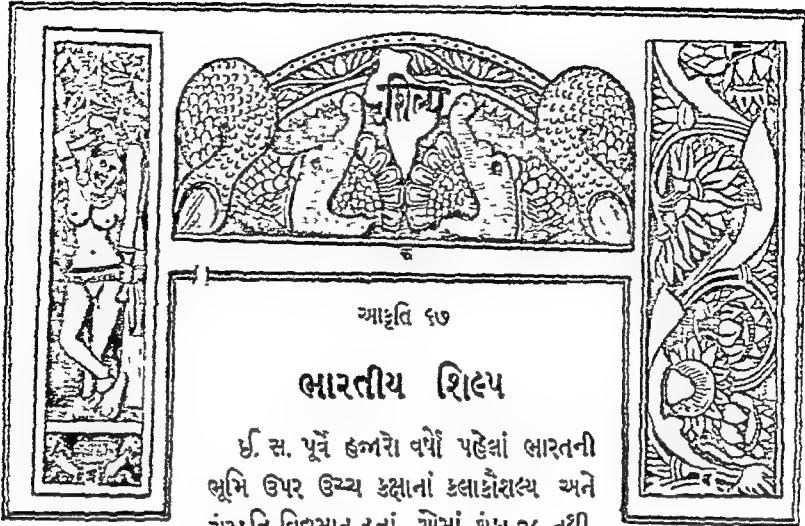 શિલ્પ
આકૃતિ ૬૭
ભારતીય શિલ્પ
ઈ. સ. પૂર્વે હજારો વર્ષો પહેલાં ભારતની
ભૂમિ ઉપર ઉચ્ચ કક્ષાનાં કલાકૌશલ્ય અને